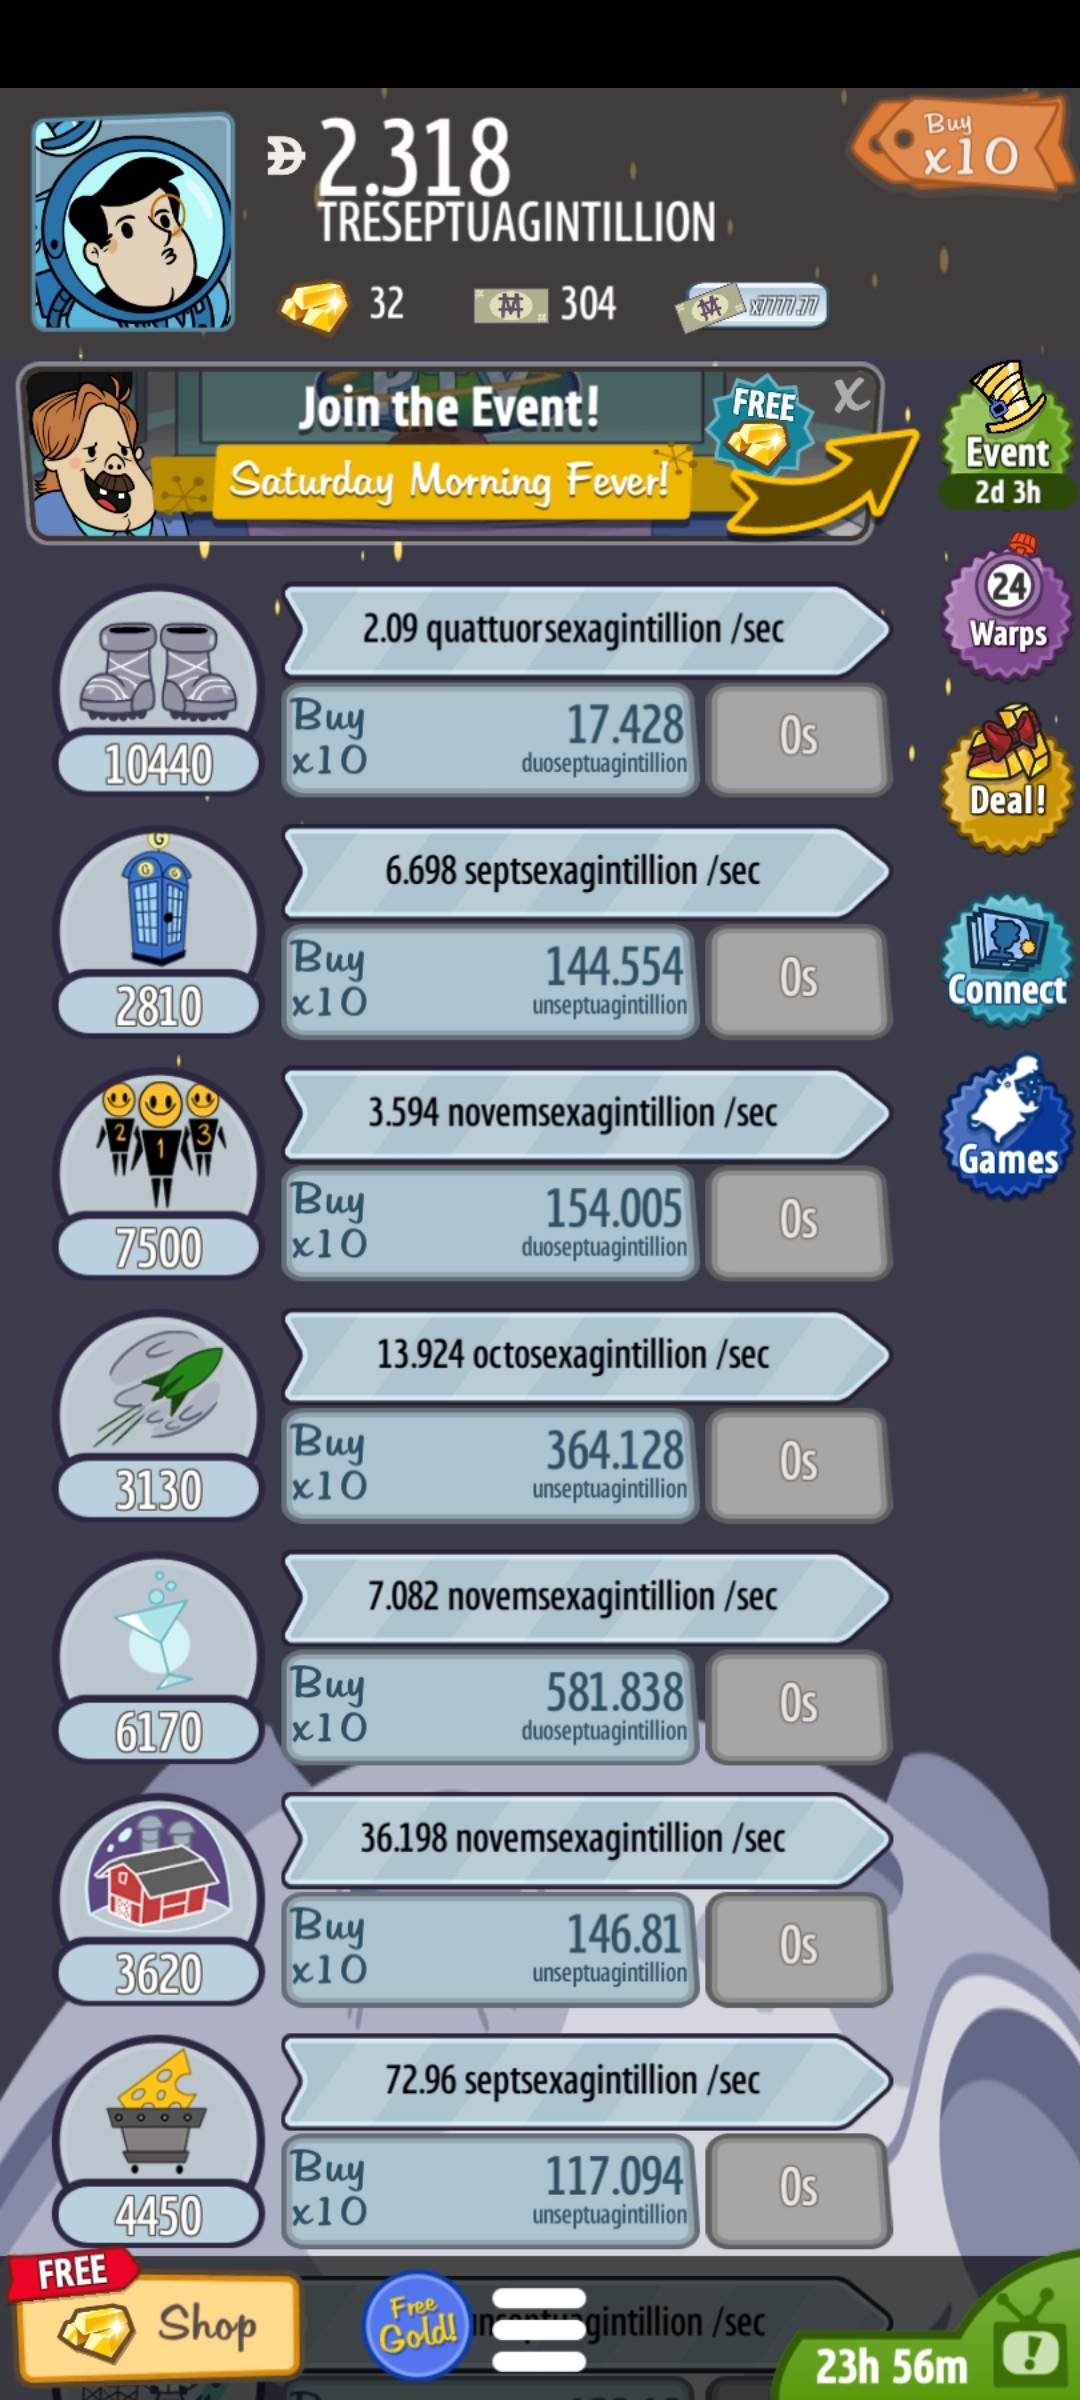 2.318
TRESEPTUAGINTILLION
Buy
x10
32
304
x7777.77
Join the Event!
Saturday Morning Fever!
FREE
X
Event
2d 3h
24
Warps
Deal!
Connect
Games
2.09 quattuorsexagintillion /sec
Buy
x10
17.428
duoseptuagintillion
0s
10440
6.698 septsexagintillion /sec
Buy
x10
144.554
unseptuagintillion
0s
G
G G
2810
3.594 novemsexagintillion /sec
Buy
x10
154.005
duoseptuagintillion
0s
2 1 3
7500
13.924 octosexagintillion /sec
Buy
x10
364.128
unseptuagintillion
0s
3130
7.082 novemsexagintillion /sec
Buy
x10
581.838
duoseptuagintillion
0s
6170
36.198 novemsexagintillion /sec
Buy
x10
146.81
unseptuagintillion
0s
3620
72.96 septsexagintillion /sec
Buy
x10
117.094
unseptuagintillion
0s
4450
FREE
Shop
Free
Gold!
/sec
23h 56m